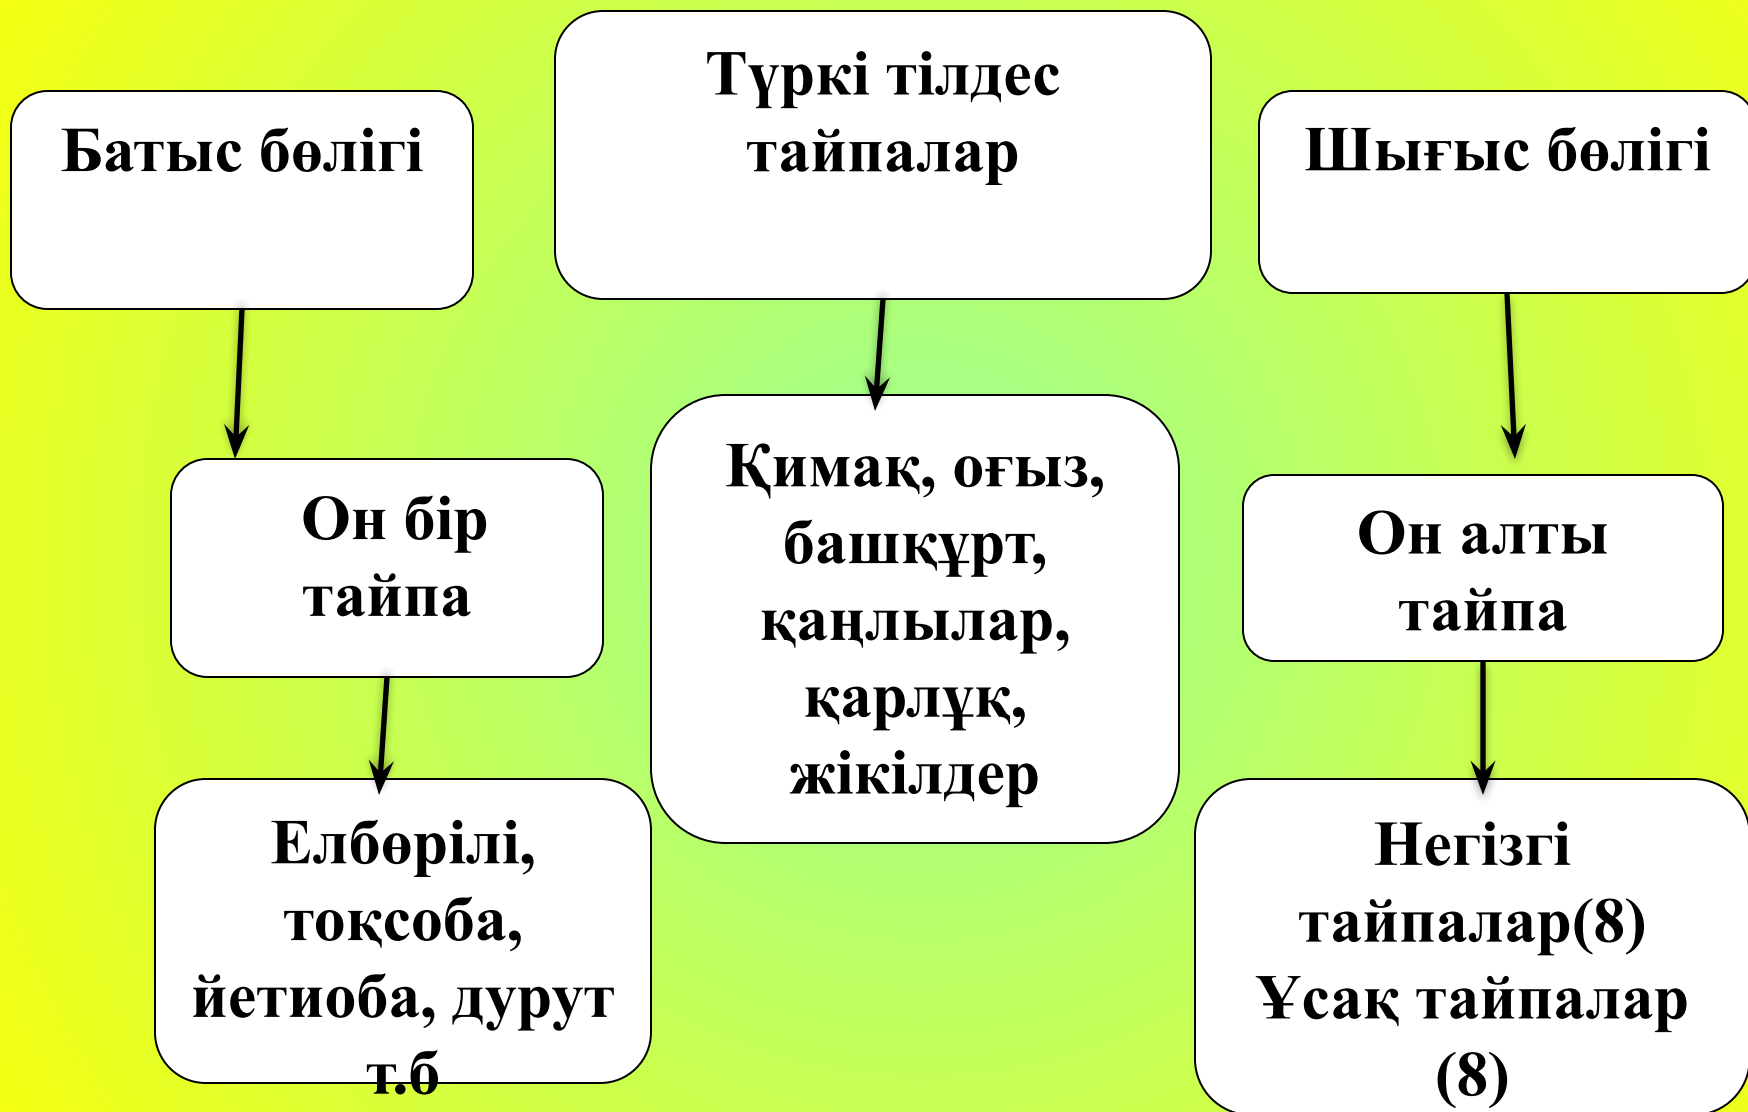 Батыс бөлігі
Түркі тілдес
тайпалар
Шығыс бөлігі
Он бір
тайпа
Қимақ, оғыз,
башқұрт,
қаңлылар,
қарлұқ,
жікілдер
Он алты
тайпа
Елбөрілі,
тоқсоба,
йетиоба, дурут
т.б
Негізгі
тайпалар(8)
Ұсақ тайпалар
(8)